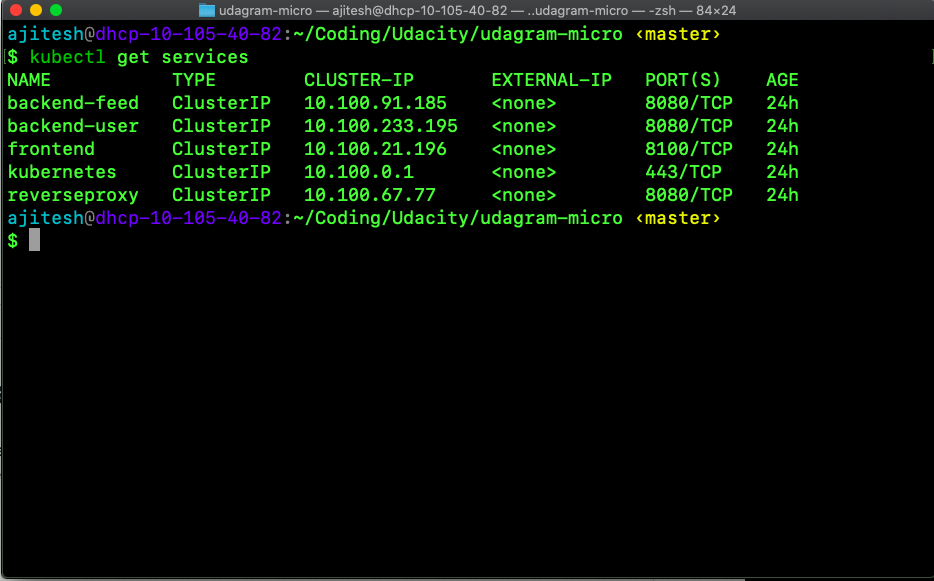 udagram-micro — ajitesh@dhcp-10-105-40-82 — ..udagram-micro — -zsh — 84×24
ajitesh@dhcp-10-105-40-82:~/Coding/Udacity/udagram-micro ‹master›
$ kubectl get services
NAME TYPE CLUSTER-IP EXTERNAL-IP PORT(S) AGE
backend-feed ClusterIP 10.100.91.185 <none> 8080/TCP 24h
backend-user ClusterIP 10.100.233.195 <none> 8080/TCP 24h
frontend ClusterIP 10.100.21.196 <none> 8100/TCP 24h
kubernetes ClusterIP 10.100.0.1 <none> 443/TCP 24h
reverseproxy ClusterIP 10.100.67.77 <none> 8080/TCP 24h
ajitesh@dhcp-10-105-40-82:~/Coding/Udacity/udagram-micro ‹master›
$